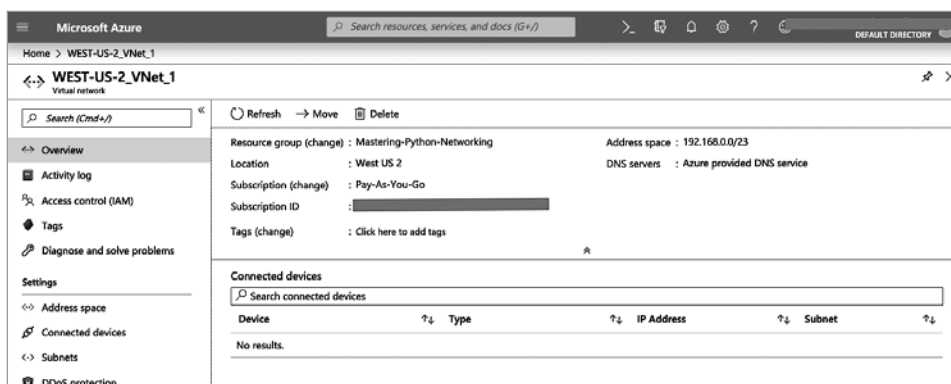 Microsoft Azure
Search resources, services, and docs (G+/)
DEFAULT DIRECTORY
Home > WEST-US-2_VNet_1
WEST-US-2_VNet_1
Virtual network
Search (Cmd+/)
Refresh Move Delete
Overview
Activity log
Access control (IAM)
Tags
Diagnose and solve problems
Settings
Address space
Connected devices
Subnets
DDoS protection
Resource group (change) : Mastering-Python-Networking
Location : West US 2
Subscription (change) : Pay-As-You-Go
Subscription ID :
Tags (change) : Click here to add tags
Address space : 192.168.0.0/23
DNS servers : Azure provided DNS service
Connected devices
Search connected devices
Device Type IP Address Subnet
No results.